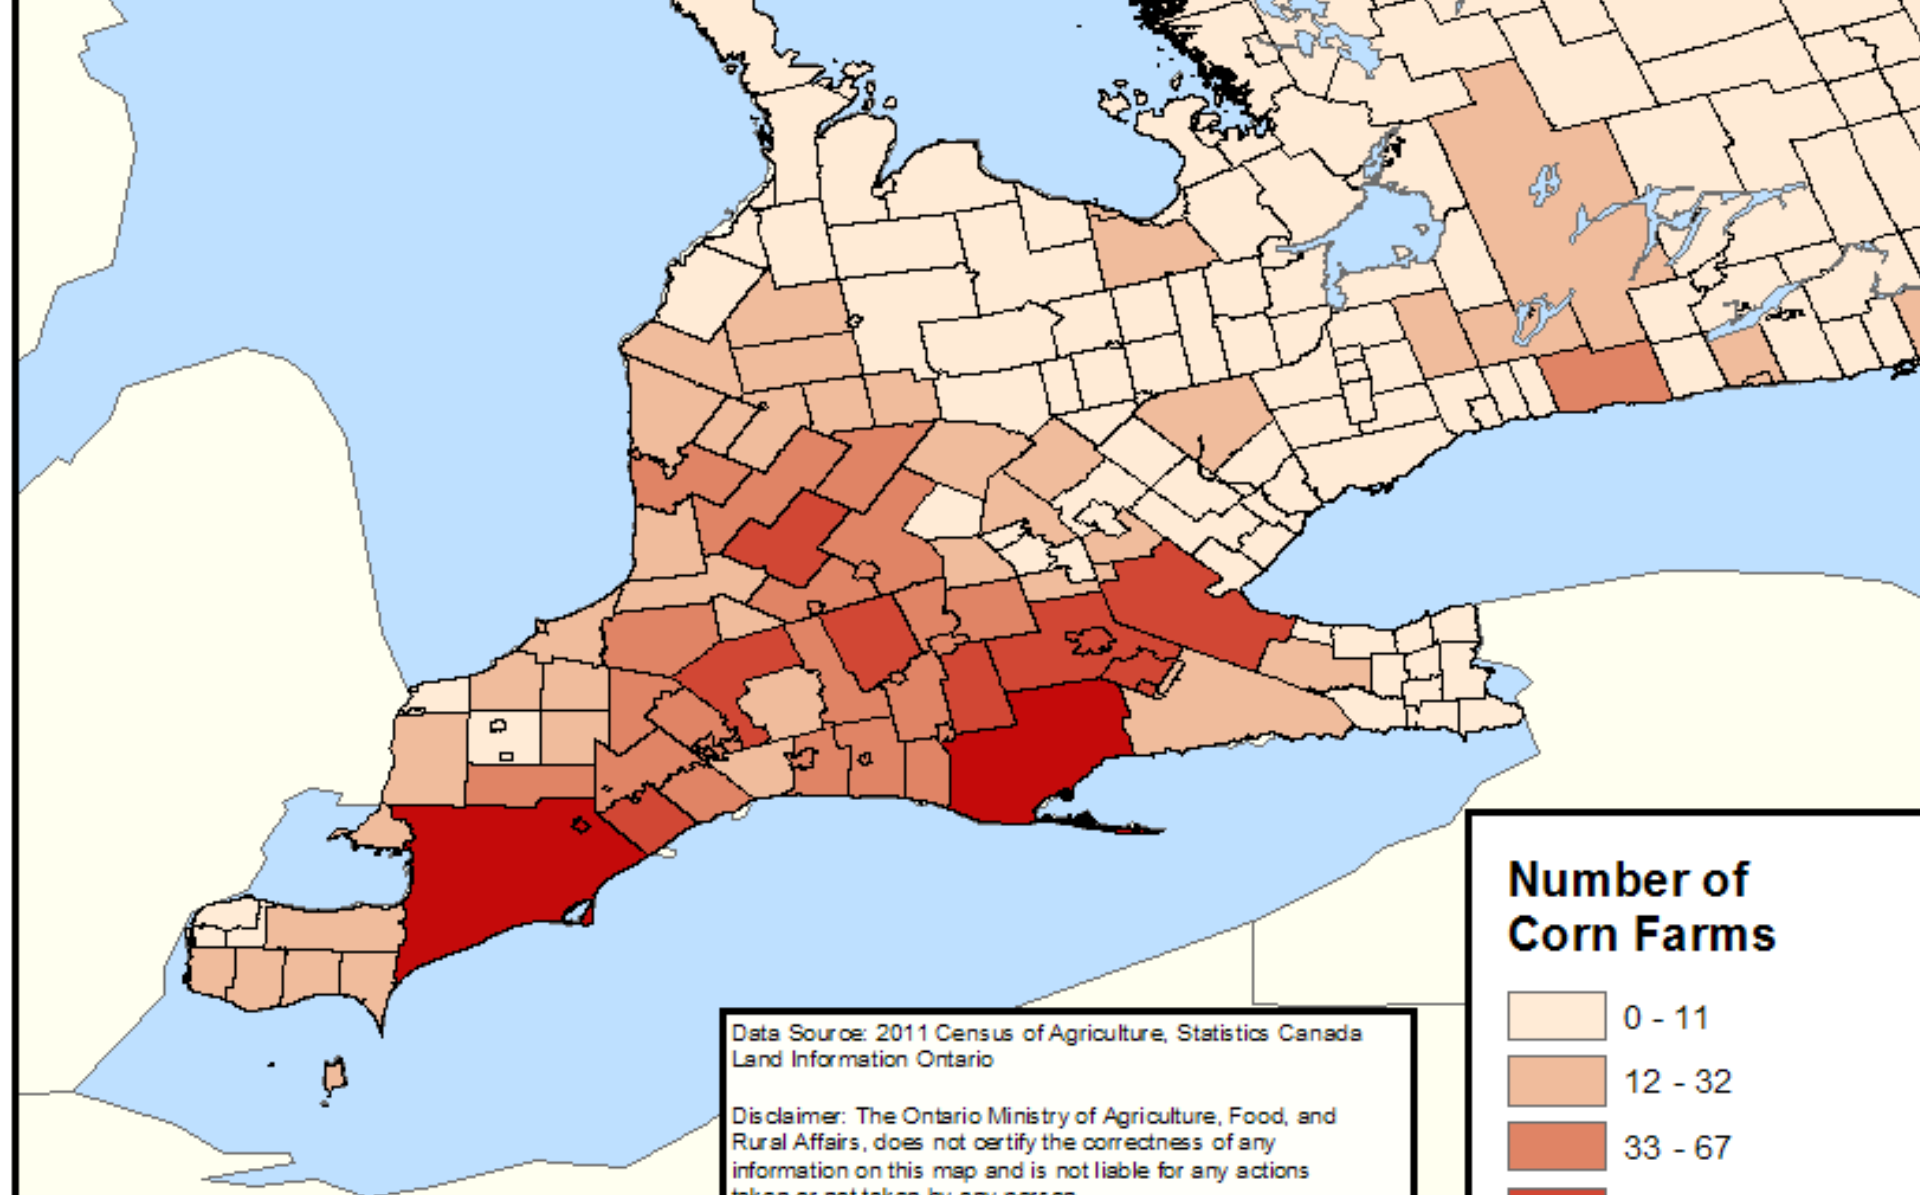 Number of
Corn Farms
0 - 11
12 - 32
33 - 67
Data Source: 2011 Census of Agriculture, Statistics Canada
Land Information Ontario
Disclaimer: The Ontario Ministry of Agriculture, Food, and
Rural Affairs, does not certify the correctness of any
information on this map and is not liable for any actions